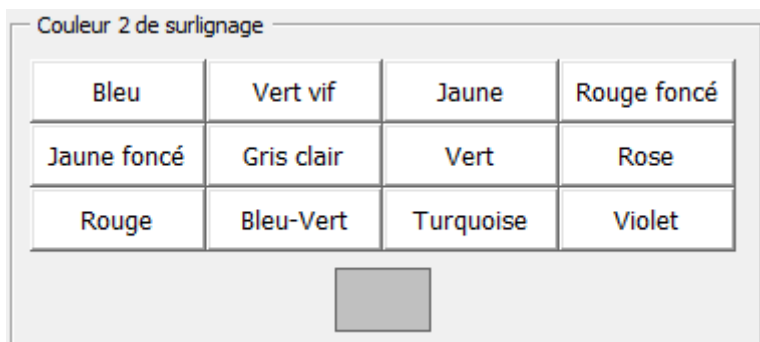 Couleur 2 de surlignage
Bleu Vert vif Jaune Rouge foncé
Jaune foncé Gris clair Vert Rose
Rouge Bleu-Vert Turquoise Violet